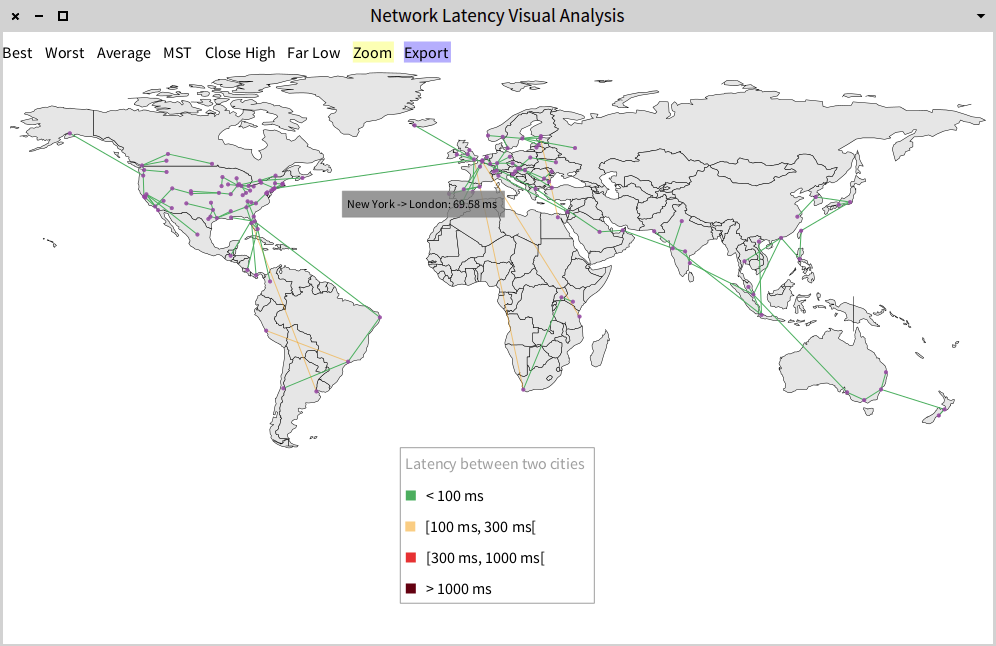 Network Latency Visual Analysis
Best Worst Average MST Close High Far Low Zoom Export
New York -> London: 69.58 ms
Latency between two cities
< 100 ms
[100 ms, 300 ms[
[300 ms, 1000 ms[
> 1000 ms